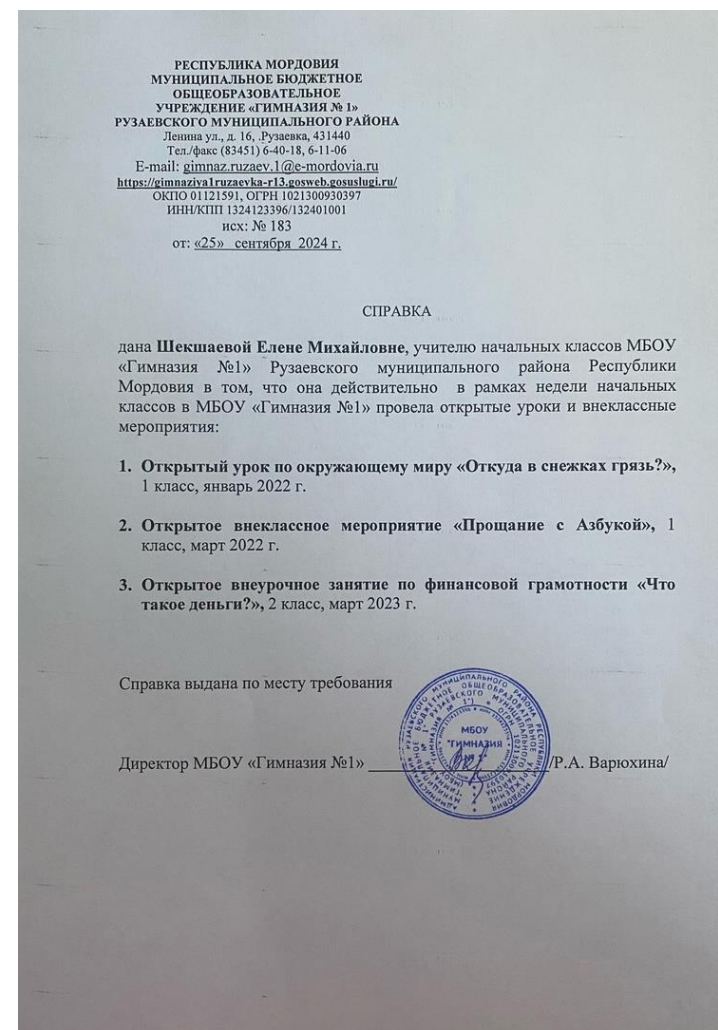 РЕСПУБЛИКА МОРДОВИЯ
МУНИЦИПАЛЬНОЕ БЮДЖЕТНОЕ
ОБЩЕОБРАЗОВАТЕЛЬНОЕ
УЧРЕЖДЕНИЕ «ГИМНАЗИЯ № 1»
РУЗАЕВСКОГО МУНИЦИПАЛЬНОГО РАЙОНА
Ленина ул., д. 16, .Рузаевка, 431440
Тел./факс (83451) 6-40-18, 6-11-06
E-mail: gimnaz.ruzaev.1@e-mordovia.ru
https://gimnaziya1ruzaevka-r13.gosweb.gosuslugi.ru/
ОКПО 01121591, ОГРН 1021300930397
ИНН/КПП 1324123396/132401001
исх: № 183
от: «25» сентября 2024 г.
СПРАВКА
дана Шекшаевой Елене Михайловне, учителю начальных классов МБОУ
«Гимназия №1» Рузаевского муниципального района Республики
Мордовия в том, что она действительно в рамках недели начальных
классов в МБОУ «Гимназия №1» провела открытые уроки и внеклассные
мероприятия:
1. Открытый урок по окружающему миру «Откуда в снежках грязь?»,
1 класс, январь 2022 г.
2. Открытое внеклассное мероприятие «Прощание с Азбукой», 1
класс, март 2022 г.
3. Открытое внеурочное занятие по финансовой грамотности «Что
такое деньги?», 2 класс, март 2023 г.
Справка выдана по месту требования
МБОУ
"ГИМНАЗИЯ
Директор МБОУ «Гимназия №1» /Р.А. Варюхина/